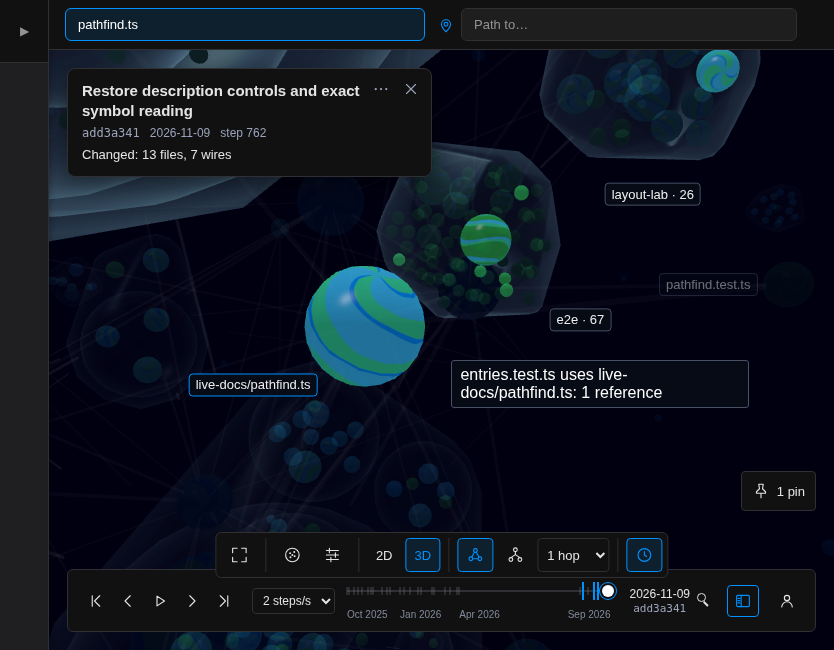 pathfind.ts
Path to…
Restore description controls and exact
symbol reading
add3a341 2026-11-09 step 762
Changed: 13 files, 7 wires
layout-lab · 26
pathfind.test.ts
e2e · 67
entries.test.ts uses live-
docs/pathfind.ts: 1 reference
live-docs/pathfind.ts
1 pin
2D 3D 1 hop
2 steps/s
Oct 2025 Jan 2026 Apr 2026 Sep 2026
2026-11-09
add3a341